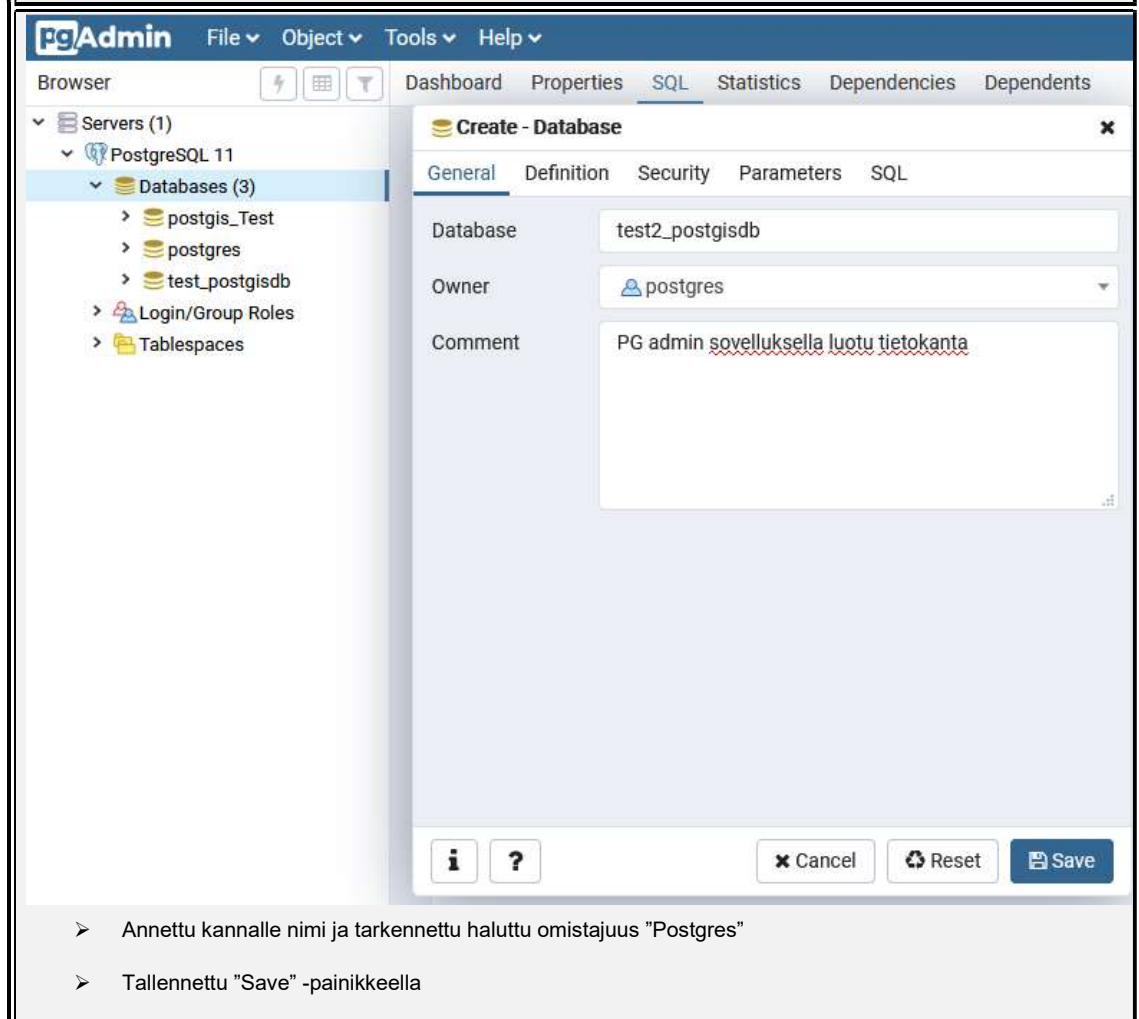 pgAdmin File Object Tools Help
Browser Dashboard Properties SQL Statistics Dependencies Dependents
Servers (1)
PostgreSQL 11
Databases (3)
postgis_Test
postgres
test_postgisdb
Login/Group Roles
Tablespaces
Create - Database
General Definition Security Parameters SQL
Database test2_postgisdb
Owner postgres
Comment PG admin sovelluksella luotu tietokanta
i ? Cancel Reset Save
➢ Annettu kannalle nimi ja tarkennettu haluttu omistajuus ”Postgres”
➢ Tallennettu ”Save” -painikkeella